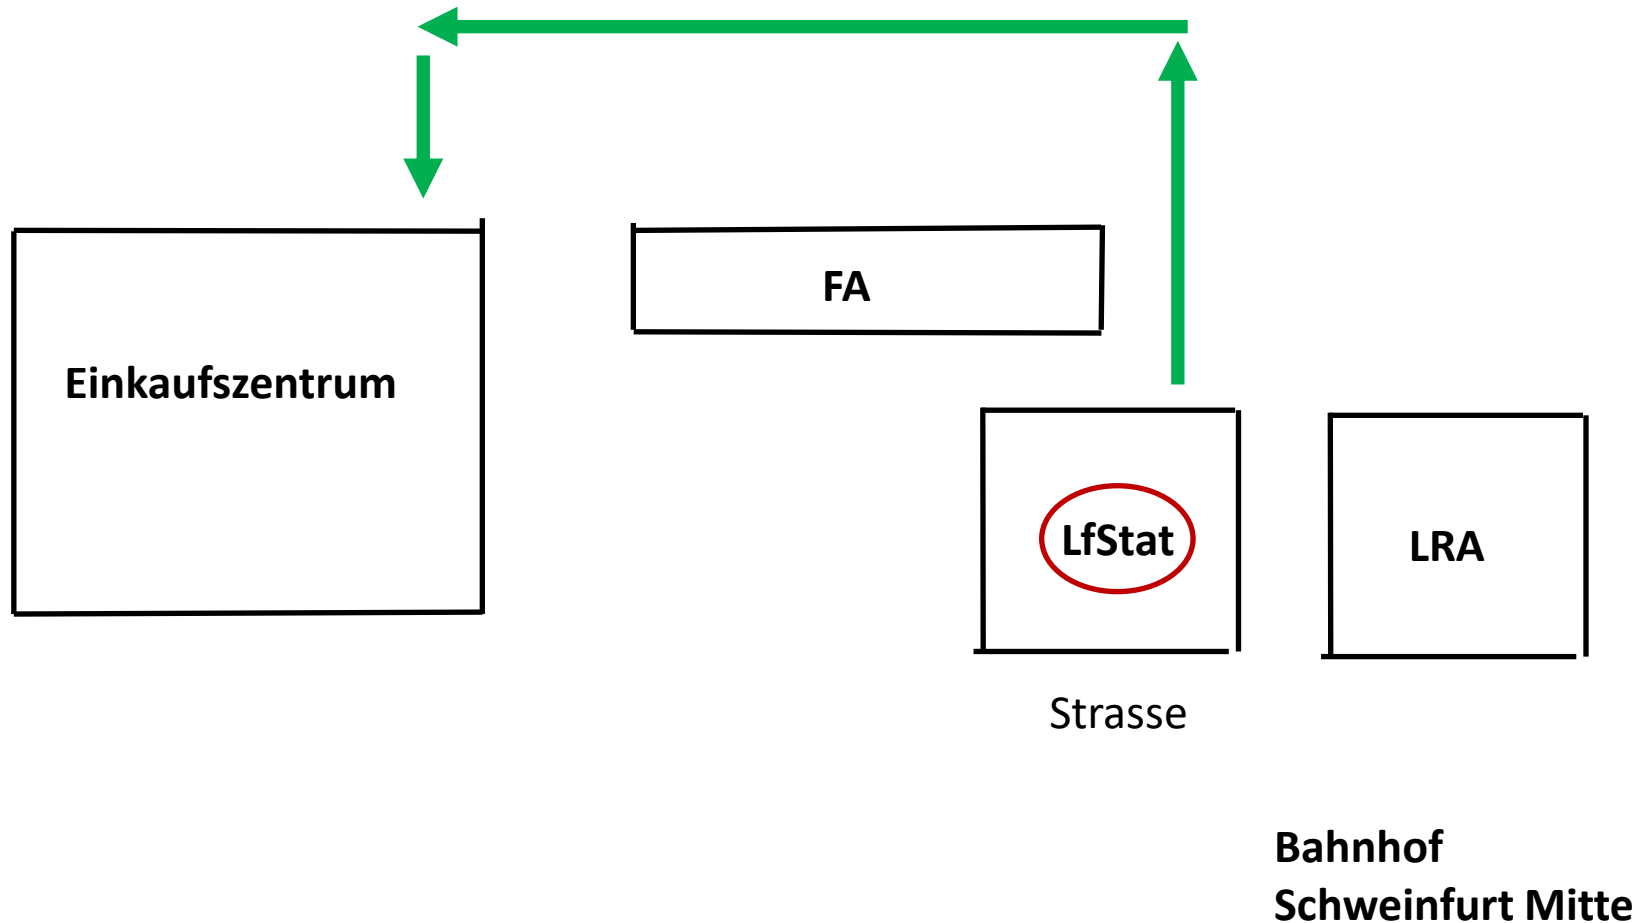 FA
Einkaufszentrum
LfStat
LRA
Strasse
Bahnhof
Schweinfurt Mitte